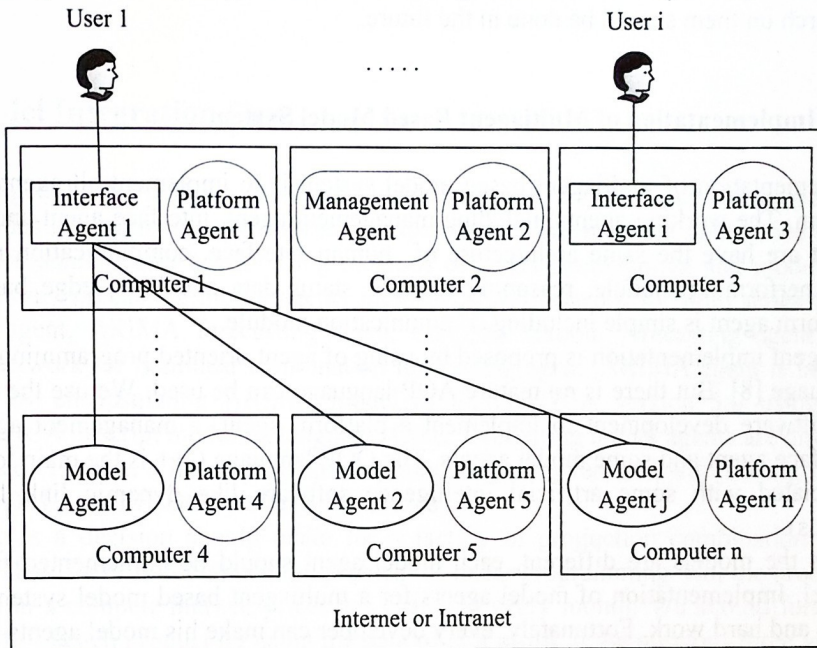 User 1
User i
. . . . .
Interface
Agent 1
Platform
Agent 1
Computer 1
Management
Agent
Platform
Agent 2
Computer 2
Interface
Agent i
Platform
Agent 3
Computer 3
Model
Agent 1
Platform
Agent 4
Computer 4
Model
Agent 2
Platform
Agent 5
Computer 5
Model
Agent j
Platform
Agent n
Computer n
Internet or Intranet